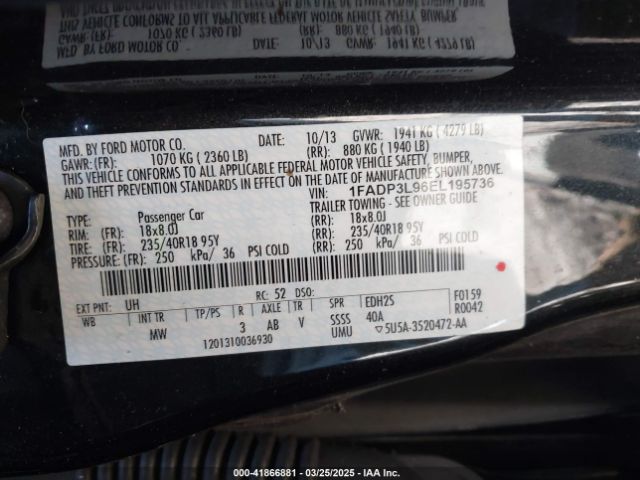 MFD. BY FORD MOTOR CO. DATE: 10/13 GVWR: 1941 KG ( 4279 LB)
GAWR: (FR): 1070 KG ( 2360 LB) (RR): 880 KG ( 1940 LB)
THIS VEHICLE CONFORMS TO ALL APPLICABLE FEDERAL MOTOR VEHICLE SAFETY, BUMPER,
AND THEFT PREVENTION STANDARDS IN EFFECT ON THE DATE OF MANUFACTURE SHOWN ABOVE.
VIN: 1FADP3L96EL195736
TYPE: Passenger Car TRAILER TOWING - SEE OWNER GUIDE
RIM: (FR): 18x8.0J (RR): 18x8.0J
TIRE: (FR): 235/40R18 95Y (RR): 235/40R18 95Y
PRESSURE: (FR): 250 kPa/ 36 PSI COLD (RR): 250 kPa/ 36 PSI COLD
EXT PNT: UH RC: 52 DSO: F0159
WB INT TR TP/PS R AXLE TR SPR EDH2S R0042
MW 3 AB V SSSS 40A
1201310036930 UMU 5U5A-3520472-AA
000-41866881 | 03/25/2025 | IAAI.COM